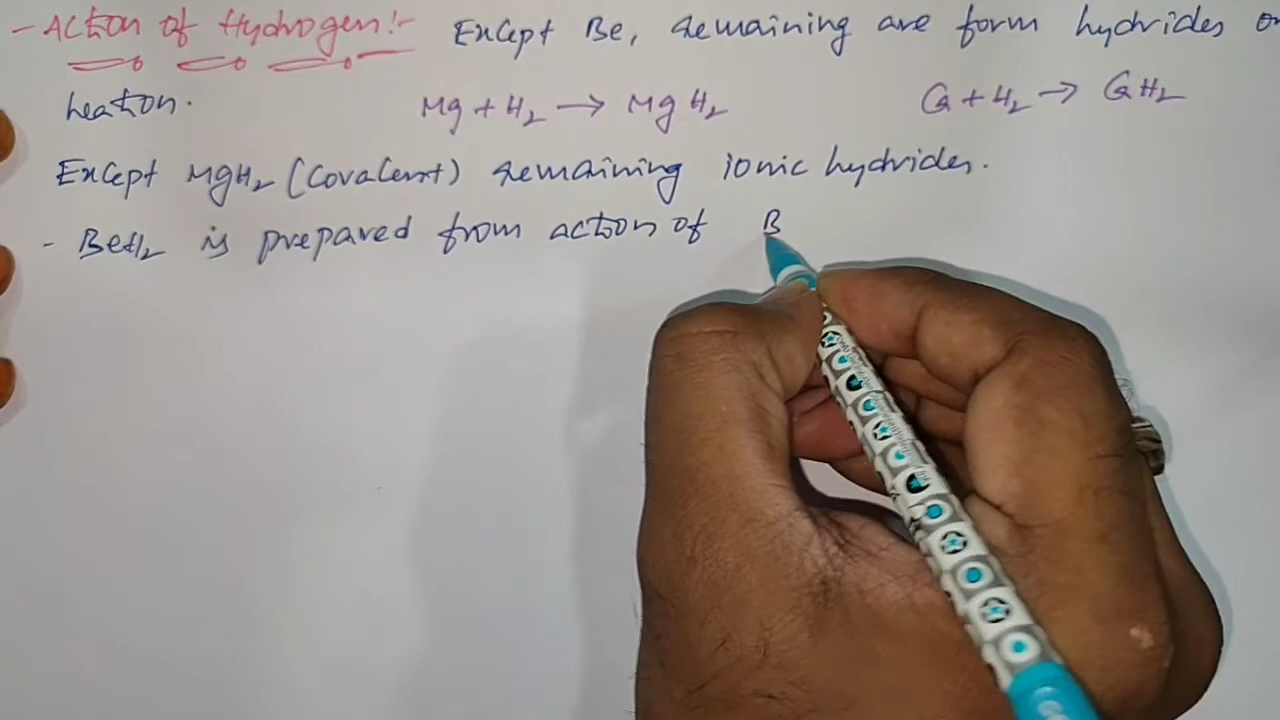 - Action of Hydrogen:- Except Be, remaining are form hydrides on
heation. Mg + H₂ → MgH₂ Ca + H₂ → CaH₂
Except MgH₂ (covalent) remaining ionic hydrides.
- BeH₂ is prepared from action of B